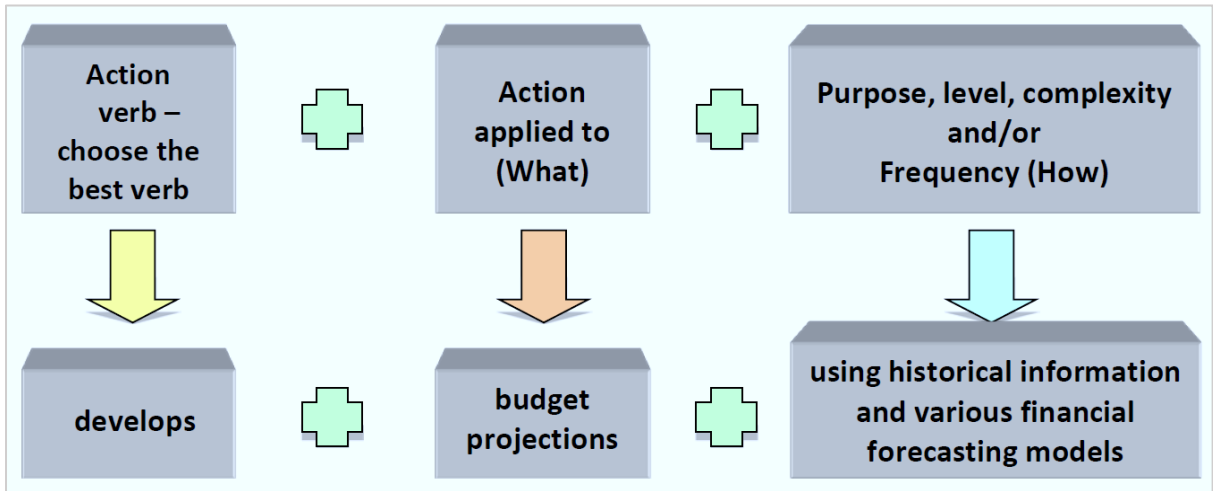 Action
verb –
choose the
best verb
Action
applied to
(What)
Purpose, level, complexity
and/or
Frequency (How)
develops
budget
projections
using historical information
and various financial
forecasting models